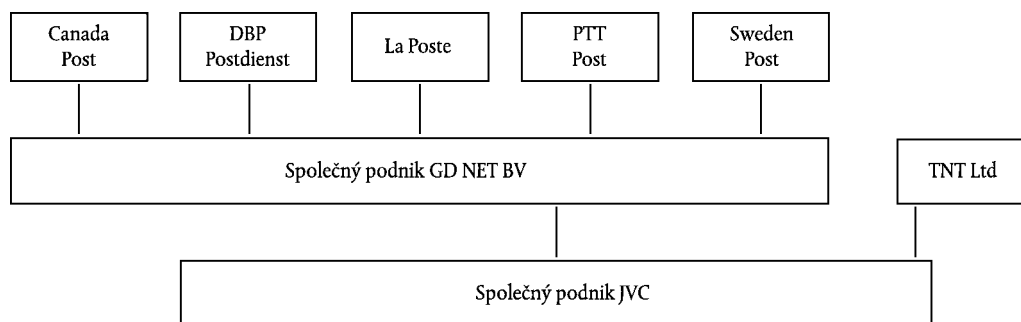 Canada
Post
DBP
Postdienst
La Poste
PTT
Post
Sweden
Post
Společný podnik GD NET BV
TNT Ltd
Společný podnik JVC